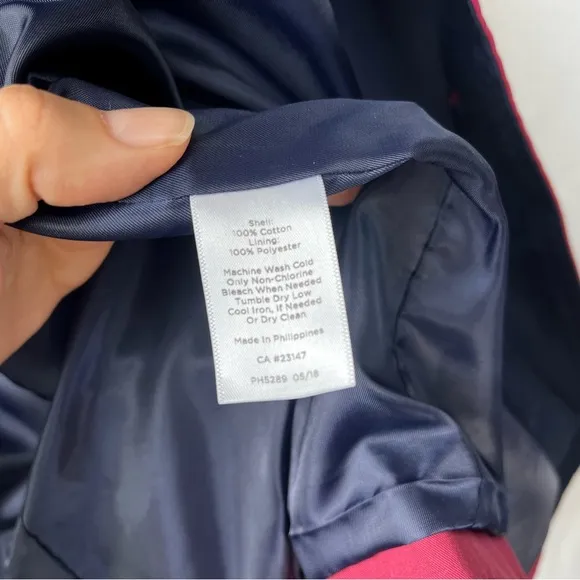 Shell:
100% Cotton
Lining:
100% Polyester
Machine Wash Cold
Only Non-Chlorine
Bleach When Needed
Tumble Dry Low
Cool Iron, If Needed
Or Dry Clean
Made in Philippines
CA #23147
PH5289 05/18